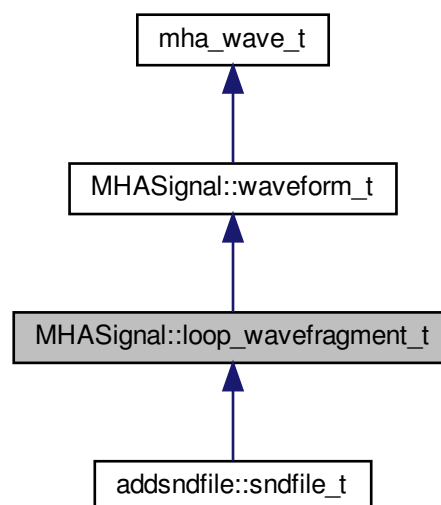 mha_wave_t
MHASignal::waveform_t
MHASignal::loop_wavefragment_t
addsndfile::sndfile_t